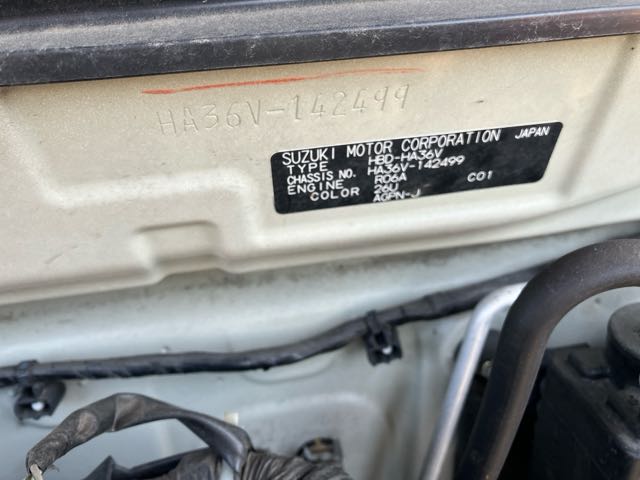 HA36V-142499
SUZUKI MOTOR CORPORATION JAPAN
TYPE HBD-HA36V
CHASSIS NO. HA36V-142499
ENGINE R06A C01
COLOR 26U
AGPN-J